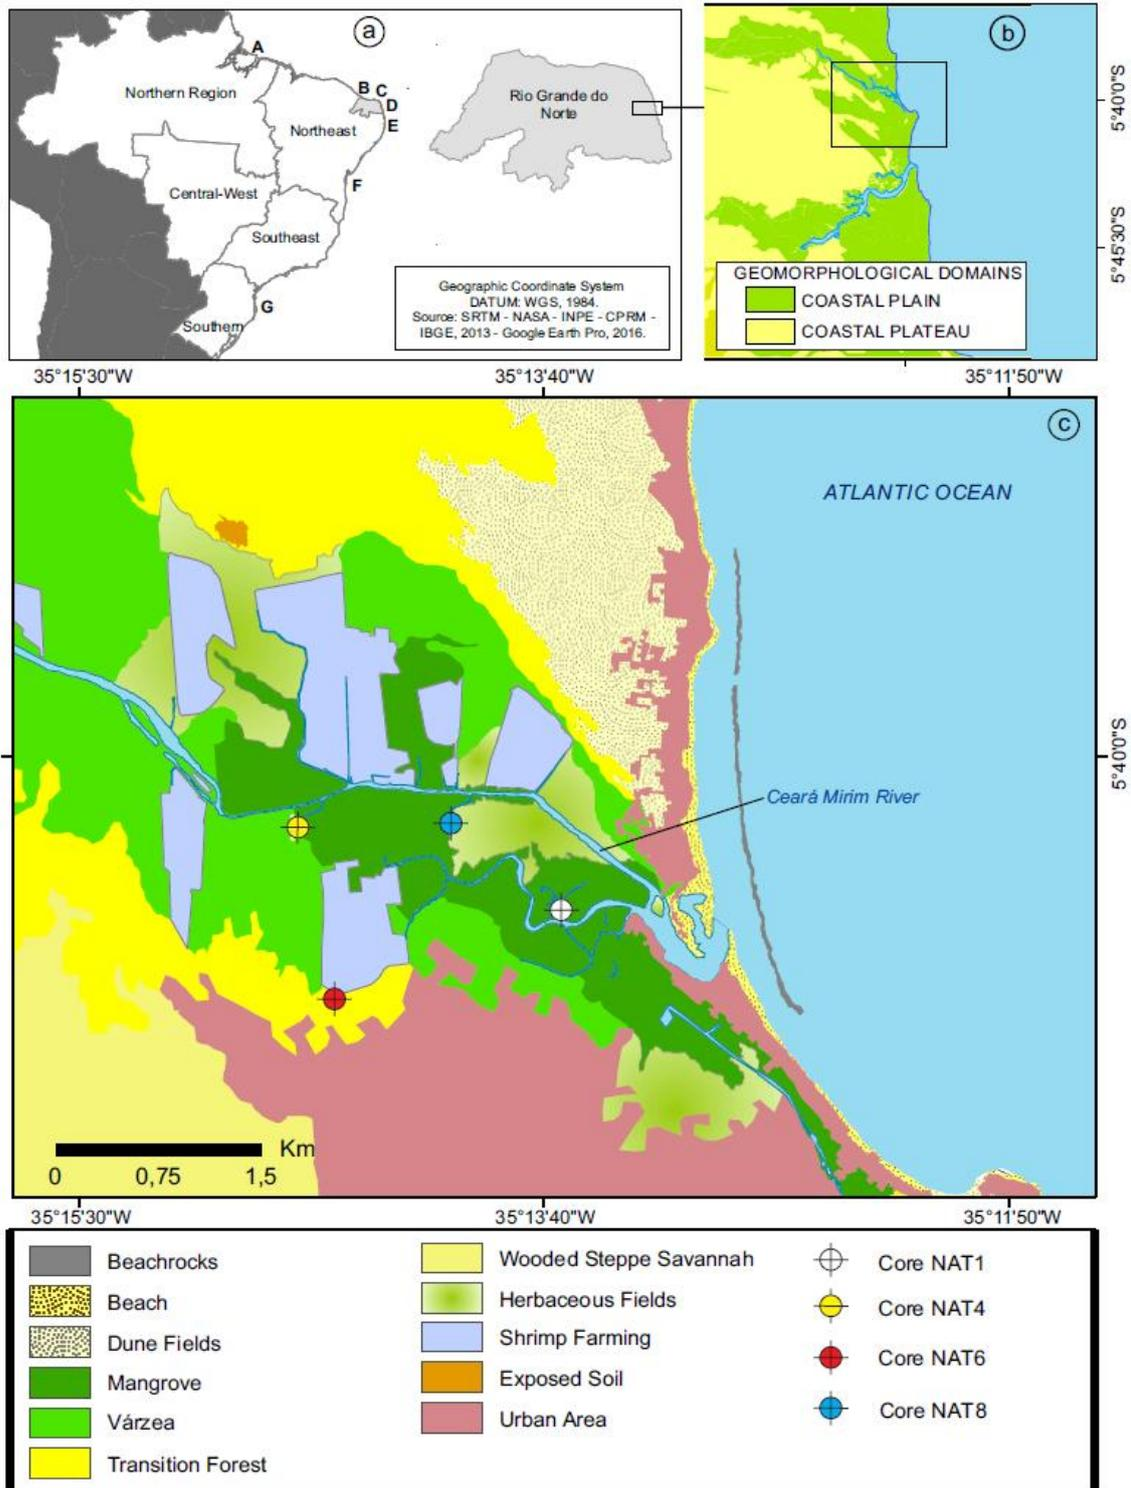 a
A
B
C
D
E
F
G
Northern Region
Northeast
Central-West
Southeast
Southern
Rio Grande do
Norte
Geographic Coordinate System
DATUM: WGS, 1984.
Source: SRTM - NASA - INPE - CPRM -
IBGE, 2013 - Google Earth Pro, 2016.
b
5°40'0"S
5°45'30"S
GEOMORPHOLOGICAL DOMAINS
COASTAL PLAIN
COASTAL PLATEAU
35°15'30"W
35°13'40"W
35°11'50"W
c
ATLANTIC OCEAN
5°40'0"S
Ceará Mirim River
Km
0
0,75
1,5
35°15'30"W
35°13'40"W
35°11'50"W
Beachrocks
Beach
Dune Fields
Mangrove
Várzea
Transition Forest
Wooded Steppe Savannah
Herbaceous Fields
Shrimp Farming
Exposed Soil
Urban Area
Core NAT1
Core NAT4
Core NAT6
Core NAT8